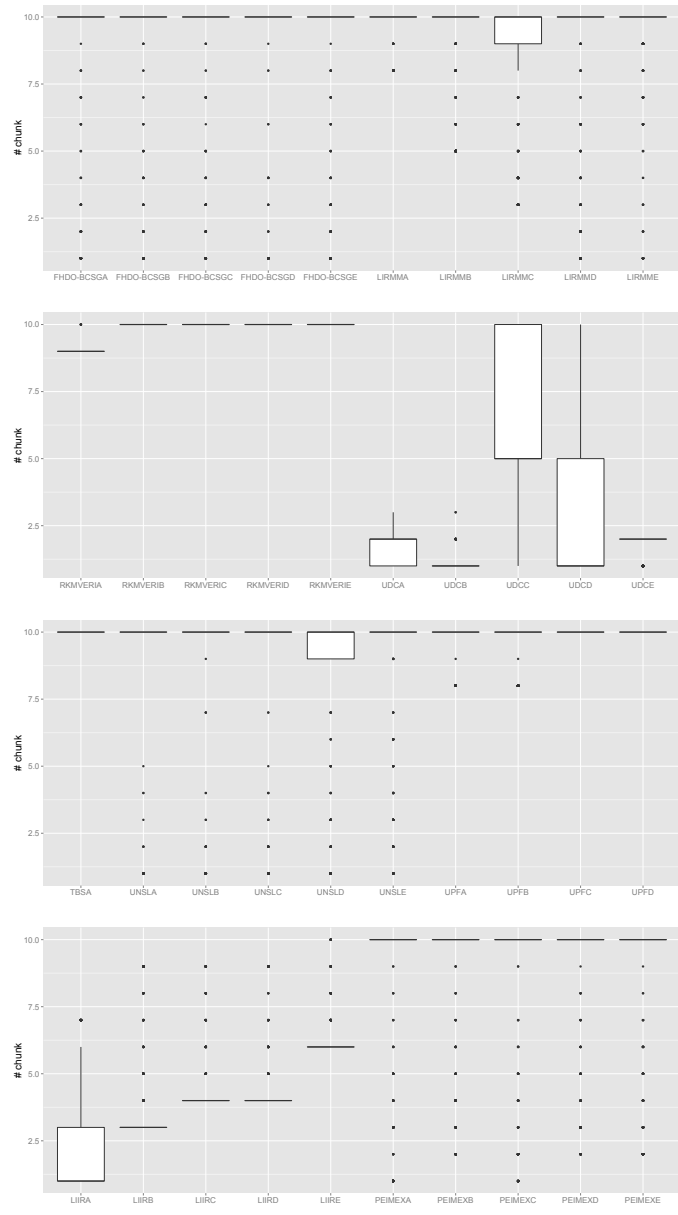 10.0
7.5
5.0
2.5
# chunk
FHDO-BCSGA FHDO-BCSGB FHDO-BCSGC FHDO-BCSGD FHDO-BCSGE LIRMMA LIRMMB LIRMMC LIRMMD LIRMME
10.0
7.5
5.0
2.5
# chunk
RKMVERIA RKMVERIB RKMVERIC RKMVERID RKMVERIE UDCA UDCB UDCC UDCD UDCE
10.0
7.5
5.0
2.5
# chunk
TBSA UNSLA UNSLB UNSLC UNSLD UNSLE UPFA UPFB UPFC UPFD
10.0
7.5
5.0
2.5
# chunk
LIIRA LIIRB LIIRC LIIRD LIIRE PEIMEXA PEIMEXB PEIMEXC PEIMEXD PEIMEXE